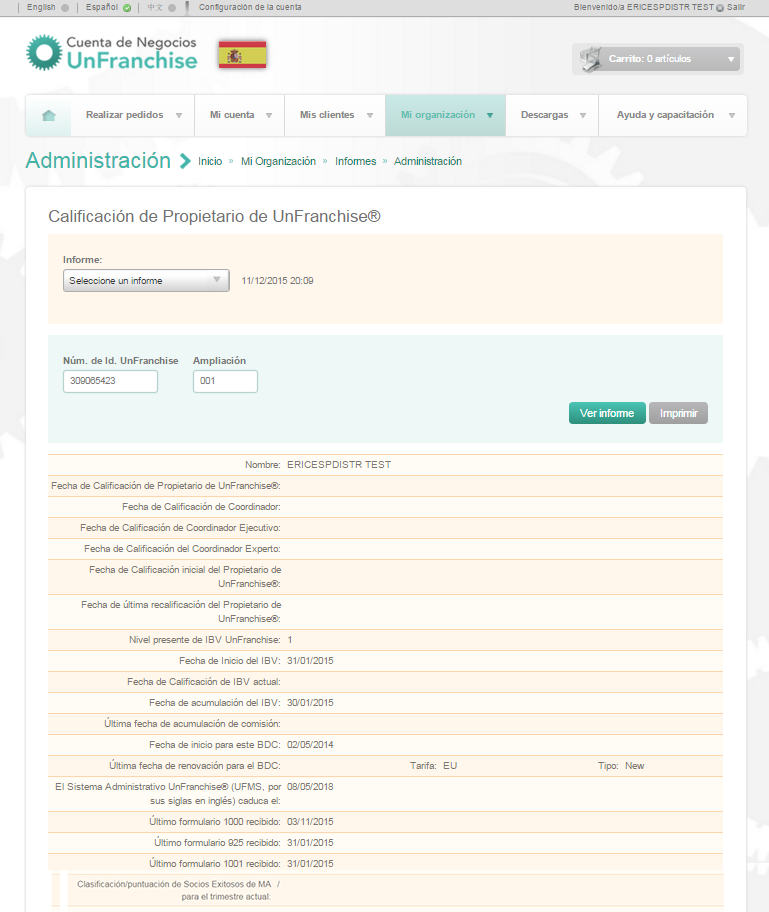 English Español 中文 Configuración de la cuenta Bienvenido/a ERICESPDISTR TEST Salir
Cuenta de Negocios
UnFranchise
Carrito: 0 artículos
Realizar pedidos Mi cuenta Mis clientes Mi organización Descargas Ayuda y capacitación
Administración Inicio » Mi Organización » Informes » Administración
Calificación de Propietario de UnFranchise®
Informe:
Seleccione un informe 11/12/2015 20:09
Núm. de Id. UnFranchise Ampliación
309065423 001
Ver informe Imprimir
Nombre: ERICESPDISTR TEST
Fecha de Calificación de Propietario de UnFranchise®:
Fecha de Calificación de Coordinador:
Fecha de Calificación de Coordinador Ejecutivo:
Fecha de Calificación del Coordinador Experto:
Fecha de Calificación inicial del Propietario de
UnFranchise®:
Fecha de última recalificación del Propietario de
UnFranchise®:
Nivel presente de IBV UnFranchise: 1
Fecha de Inicio del IBV: 31/01/2015
Fecha de Calificación de IBV actual:
Fecha de acumulación del IBV: 30/01/2015
Última fecha de acumulación de comisión:
Fecha de inicio para este BDC: 02/05/2014
Última fecha de renovación para el BDC: Tarifa: EU Tipo: New
El Sistema Administrativo UnFranchise® (UFMS, por 08/05/2018
sus siglas en inglés) caduca el:
Último formulario 1000 recibido: 03/11/2015
Último formulario 925 recibido: 31/01/2015
Último formulario 1001 recibido: 31/01/2015
Clasificación/puntuación de Socios Exitosos de MA /
para el trimestre actual: